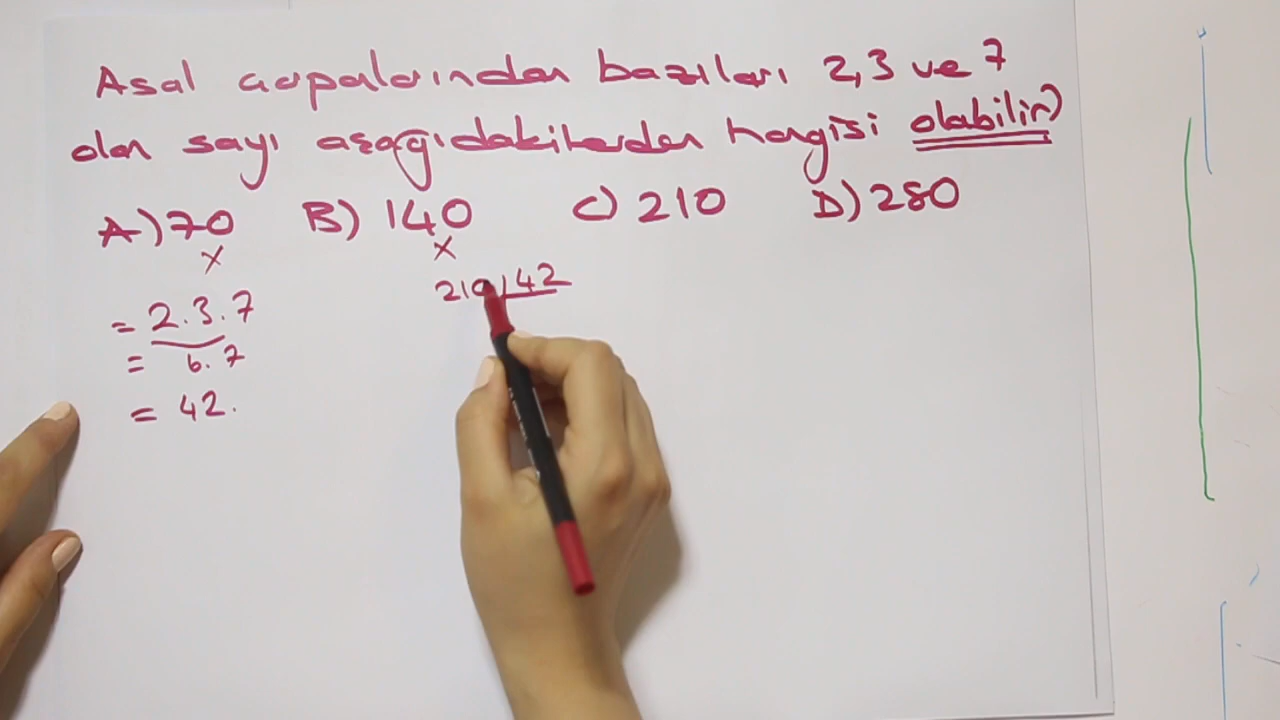 Asal çarpanlarından bazıları 2,3 ve 7
olan sayı aşağıdakilerden hangisi olabilir?
A) 70 B) 140 C) 210 D) 280
x x
210 42
= 2.3.7
= 6.7
= 42.